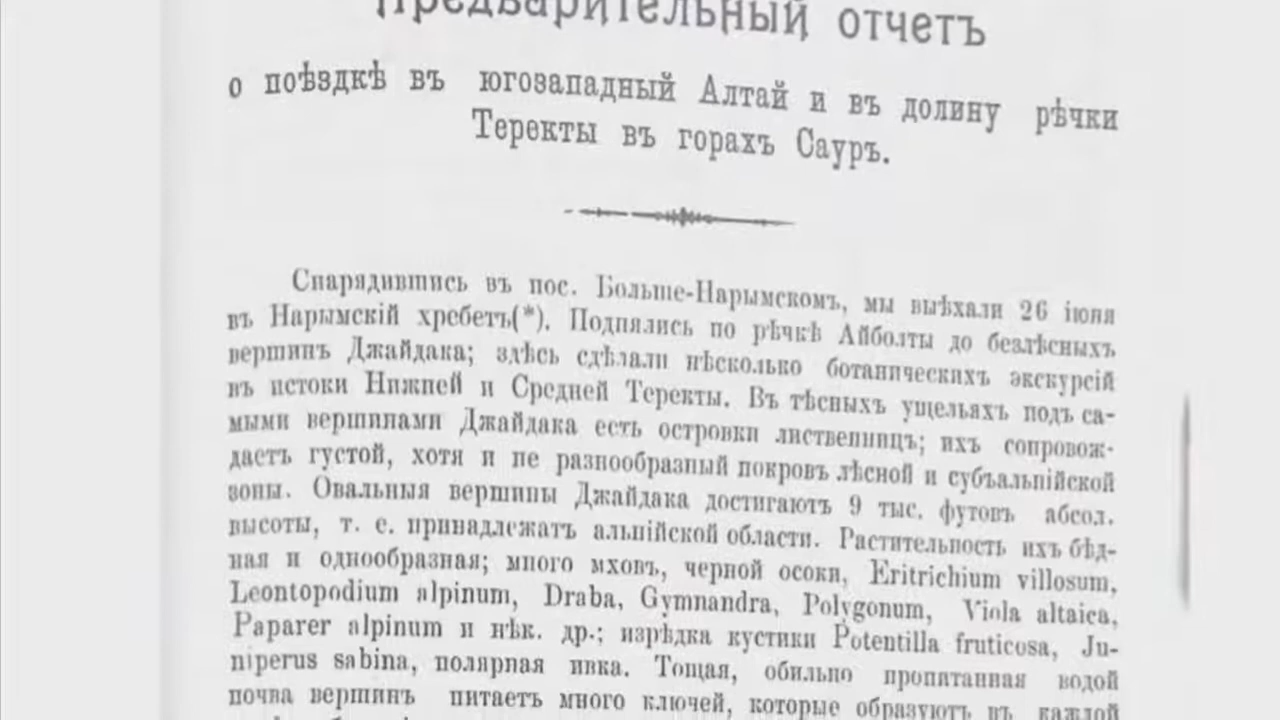 Предварительный отчетъ
о поѣздкѣ въ югозападный Алтай и въ долину рѣчки
Теректы въ горахъ Сауръ.
Снарядившись въ пос. Больше-Нарымскомъ, мы выѣхали 26 іюня
въ Нарымскій хребетъ(*). Поднялись по рѣчкѣ Айболты до безлѣсныхъ
вершинъ Джайдака; здѣсь сдѣлали нѣсколько ботаническихъ экскурсій
въ истоки Нижней и Средней Теректы. Въ тѣсныхъ ущельяхъ подъ са-
мыми вершинами Джайдака есть островки лиственницъ; ихъ сопровож-
даетъ густой, хотя и не разнообразный покровъ лѣсной и субъальпійской
зоны. Овальныя вершины Джайдака достигаютъ 9 тыс. футовъ абсол.
высоты, т. е. принадлежатъ альпійской области. Растительность ихъ бѣд-
ная и однообразная; много мховъ, черной осоки, Eritrichium villosum,
Leontopodium alpinum, Draba, Gymnandra, Polygonum, Viola altaica,
Paparer alpinum и нѣк. др.; изрѣдка кустики Potentilla fruticosa, Ju-
niperus sabina, полярная ивка. Тощая, обильно пропитанная водой
почва вершинъ питаетъ много ключей, которые образуютъ въ каждой